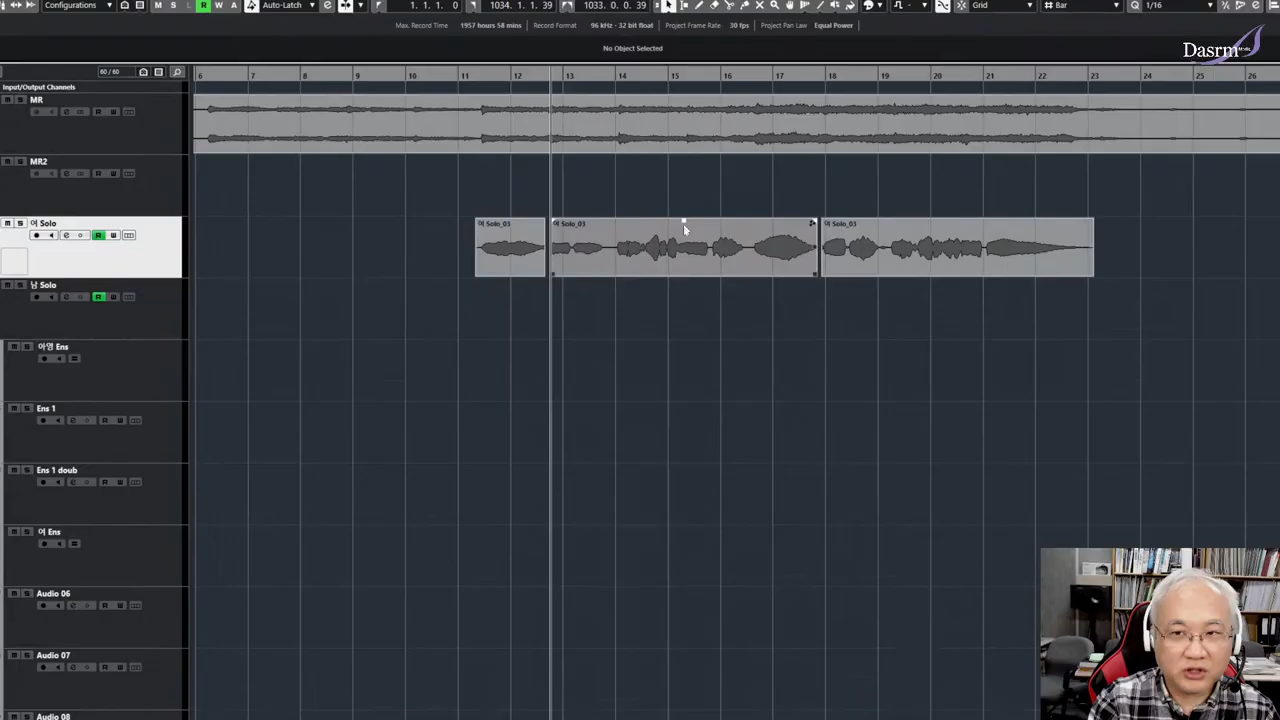 Configurations M S L R W A Auto-Latch 1. 1. 1. 0 1034. 1. 1. 39 1033. 0. 0. 39 Grid Bar Q 1/16
Max. Record Time 1957 hours 58 mins Record Format 96 kHz - 32 bit float Project Frame Rate 30 fps Project Pan Law Equal Power
No Object Selected
Dasrm
60 / 60 6 7 8 9 10 11 12 13 14 15 16 17 18 19 20 21 22 23 24 25 26
Input/Output Channels
M S MR
R W
M S MR2
R W
M S 여 Solo 여 Solo_03 여 Solo_03 여 Solo_03
e R W
M S 남 Solo
e R W
M S 아영 Ens
M S Ens 1
e R W
M S Ens 1 doub
e R W
M S 여 Ens
M S Audio 06
e R W
M S Audio 07
e R W
M S Audio 08